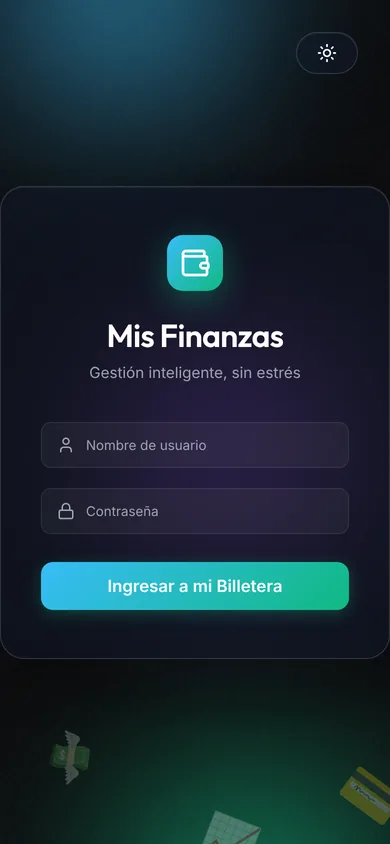 Mis Finanzas
Gestión inteligente, sin estrés
Nombre de usuario
Contraseña
Ingresar a mi Billetera